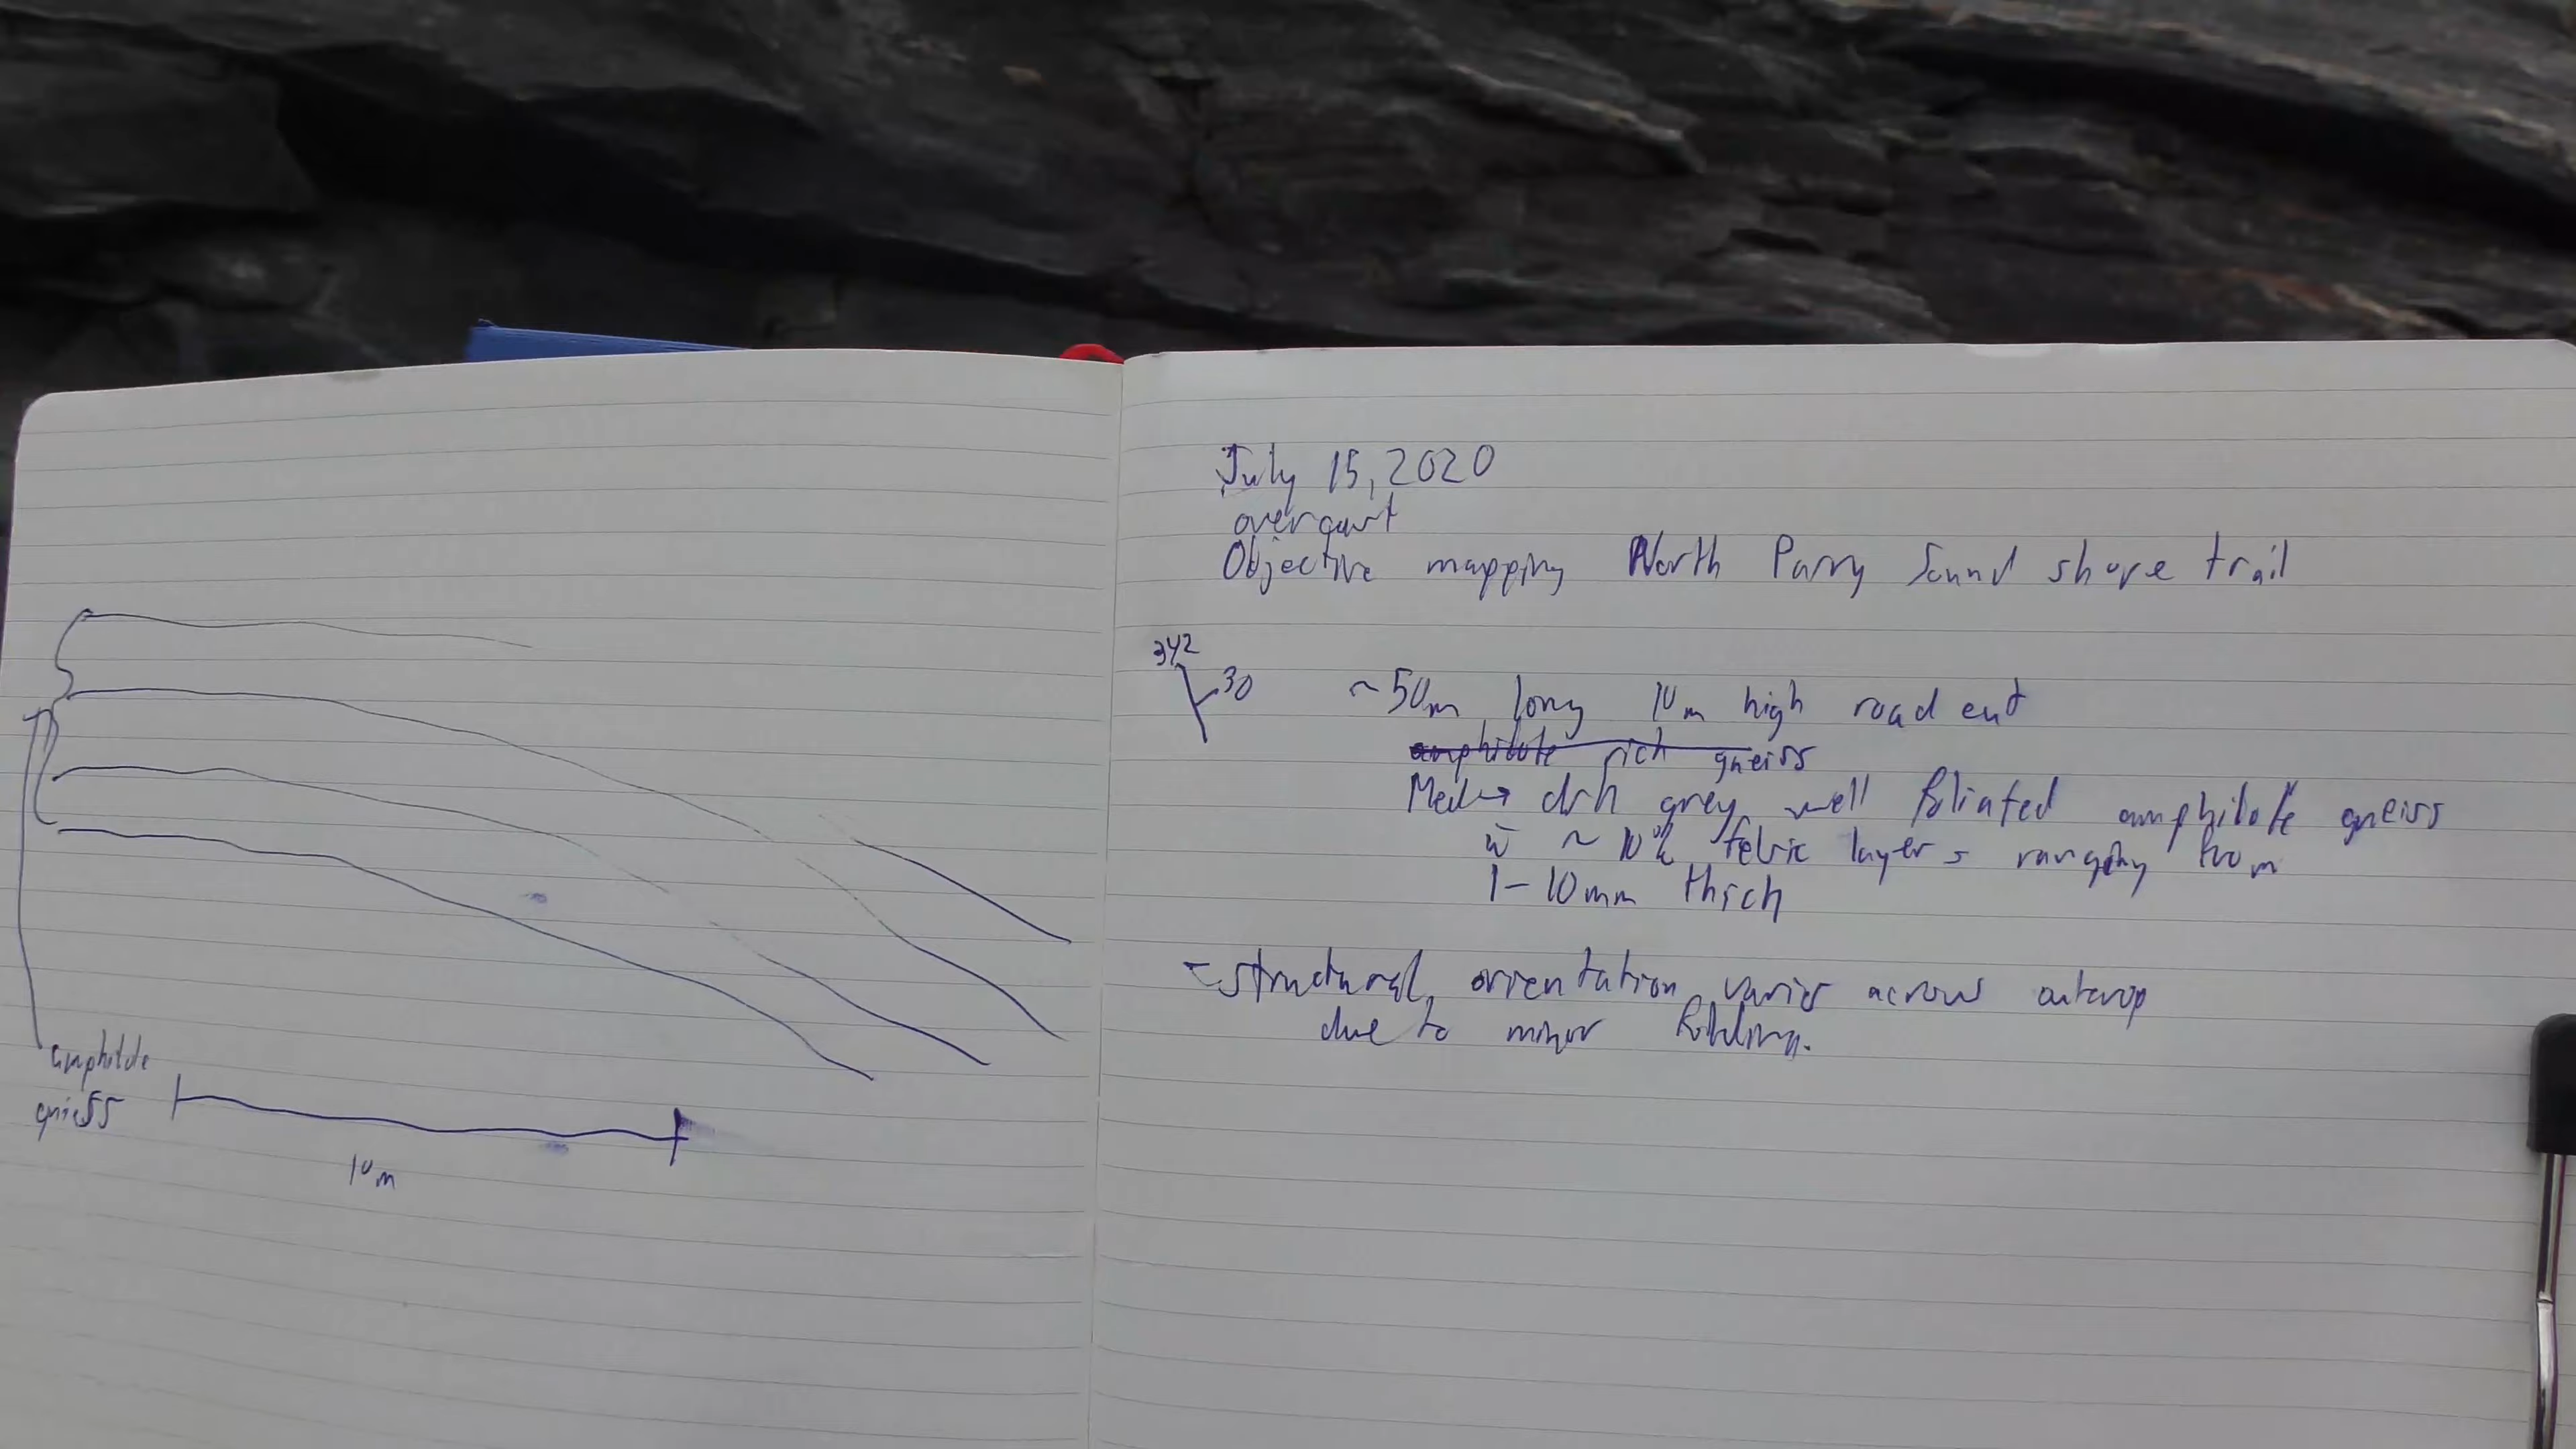 amphibole
gneiss
10m
July 15, 2020
overcast
Objective mapping North Parry Sound shore trail
342
30
~50m long 10m high road cut
amphibole rich gneiss
Med → drk grey well foliated amphibole gneiss
w̄ ~10% felsic layers ranging from
1-10mm thick
- structural orientation varies across outcrop
due to minor folding.